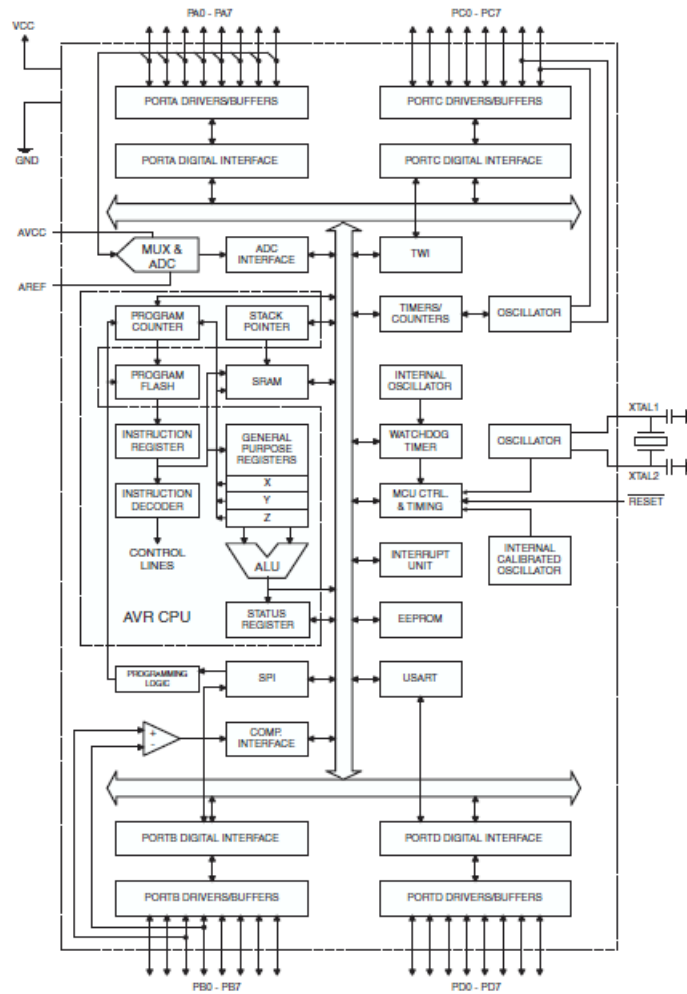 PA0 - PA7
PC0 - PC7
VCC
PORTA DRIVERS/BUFFERS
PORTC DRIVERS/BUFFERS
GND
PORTA DIGITAL INTERFACE
PORTC DIGITAL INTERFACE
AVCC
MUX &
ADC
ADC
INTERFACE
TWI
AREF
PROGRAM
COUNTER
STACK
POINTER
TIMERS/
COUNTERS
OSCILLATOR
PROGRAM
FLASH
SRAM
INTERNAL
OSCILLATOR
XTAL1
INSTRUCTION
REGISTER
GENERAL
PURPOSE
REGISTERS
WATCHDOG
TIMER
OSCILLATOR
XTAL2
X
Y
Z
INSTRUCTION
DECODER
MCU CTRL.
& TIMING
RESET
CONTROL
LINES
ALU
INTERRUPT
UNIT
INTERNAL
CALIBRATED
OSCILLATOR
AVR CPU
STATUS
REGISTER
EEPROM
PROGRAMMING
LOGIC
SPI
USART
+
-
COMP.
INTERFACE
PORTB DIGITAL INTERFACE
PORTD DIGITAL INTERFACE
PORTB DRIVERS/BUFFERS
PORTD DRIVERS/BUFFERS
PB0 - PB7
PD0 - PD7